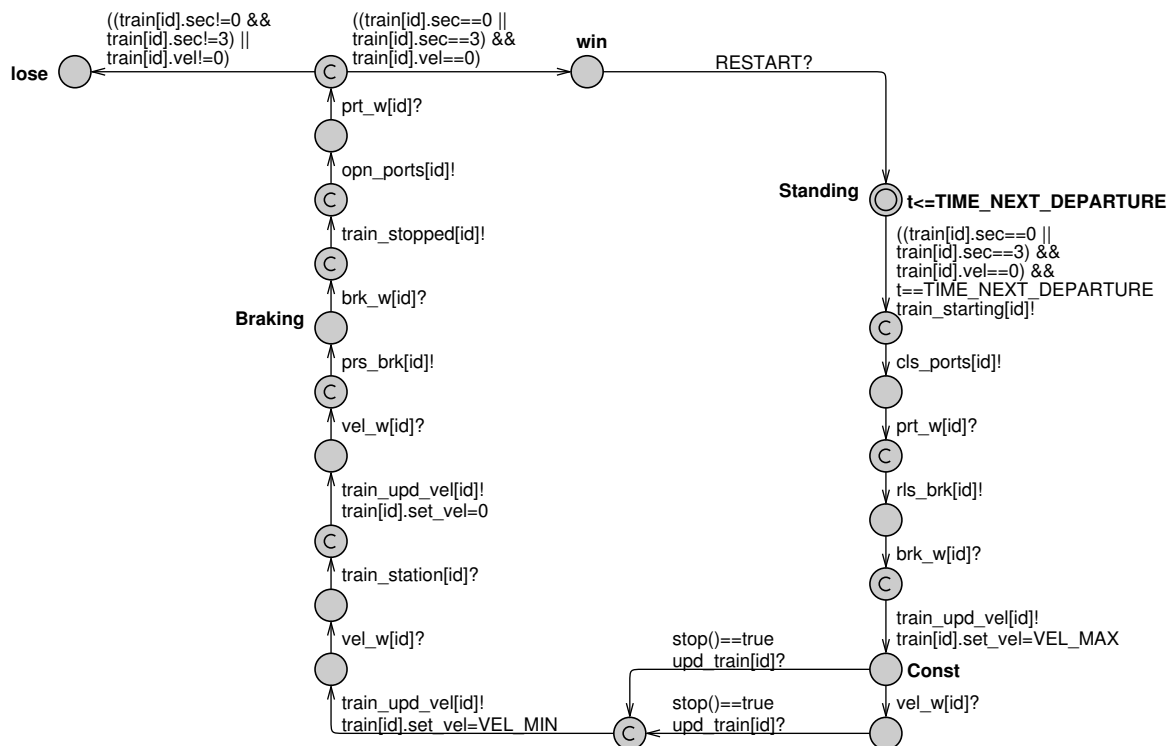 ((train[id].sec!=0 &&
train[id].sec!=3) ||
train[id].vel!=0)
((train[id].sec==0 ||
train[id].sec==3) &&
train[id].vel==0)
win
lose
C
RESTART?
prt_w[id]?
opn_ports[id]!
C
Standing
t<=TIME_NEXT_DEPARTURE
train_stopped[id]!
((train[id].sec==0 ||
train[id].sec==3) &&
train[id].vel==0) &&
t==TIME_NEXT_DEPARTURE
train_starting[id]!
C
brk_w[id]?
Braking
C
prs_brk[id]!
cls_ports[id]!
C
vel_w[id]?
prt_w[id]?
C
train_upd_vel[id]!
train[id].set_vel=0
rls_brk[id]!
C
brk_w[id]?
train_station[id]?
C
train_upd_vel[id]!
train[id].set_vel=VEL_MAX
vel_w[id]?
stop()==true
upd_train[id]?
Const
train_upd_vel[id]!
train[id].set_vel=VEL_MIN
C
stop()==true
upd_train[id]?
vel_w[id]?